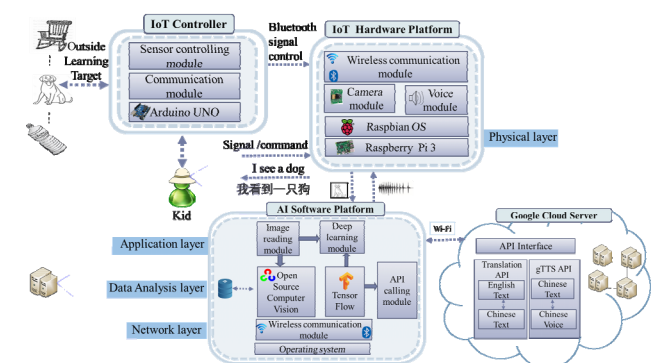 IoT Controller
Sensor controlling
module
Communication
module
Arduino UNO
Outside
Learning
Target
Bluetooth
signal
control
IoT Hardware Platform
Wireless communication
module
Camera
module
Voice
module
Raspbian OS
Raspberry Pi 3
Physical layer
Signal /command
I see a dog
我看到一只狗
Kid
AI Software Platform
Application layer
Data Analysis layer
Network layer
Image
reading
module
Deep
learning
module
Open
Source
Computer
Vision
Tensor
Flow
API
calling
module
Wireless communication
module
Operating system
Wi-Fi
Google Cloud Server
API Interface
Translation
API
English
Text
Chinese
Text
gTTS API
Chinese
Text
Chinese
Voice